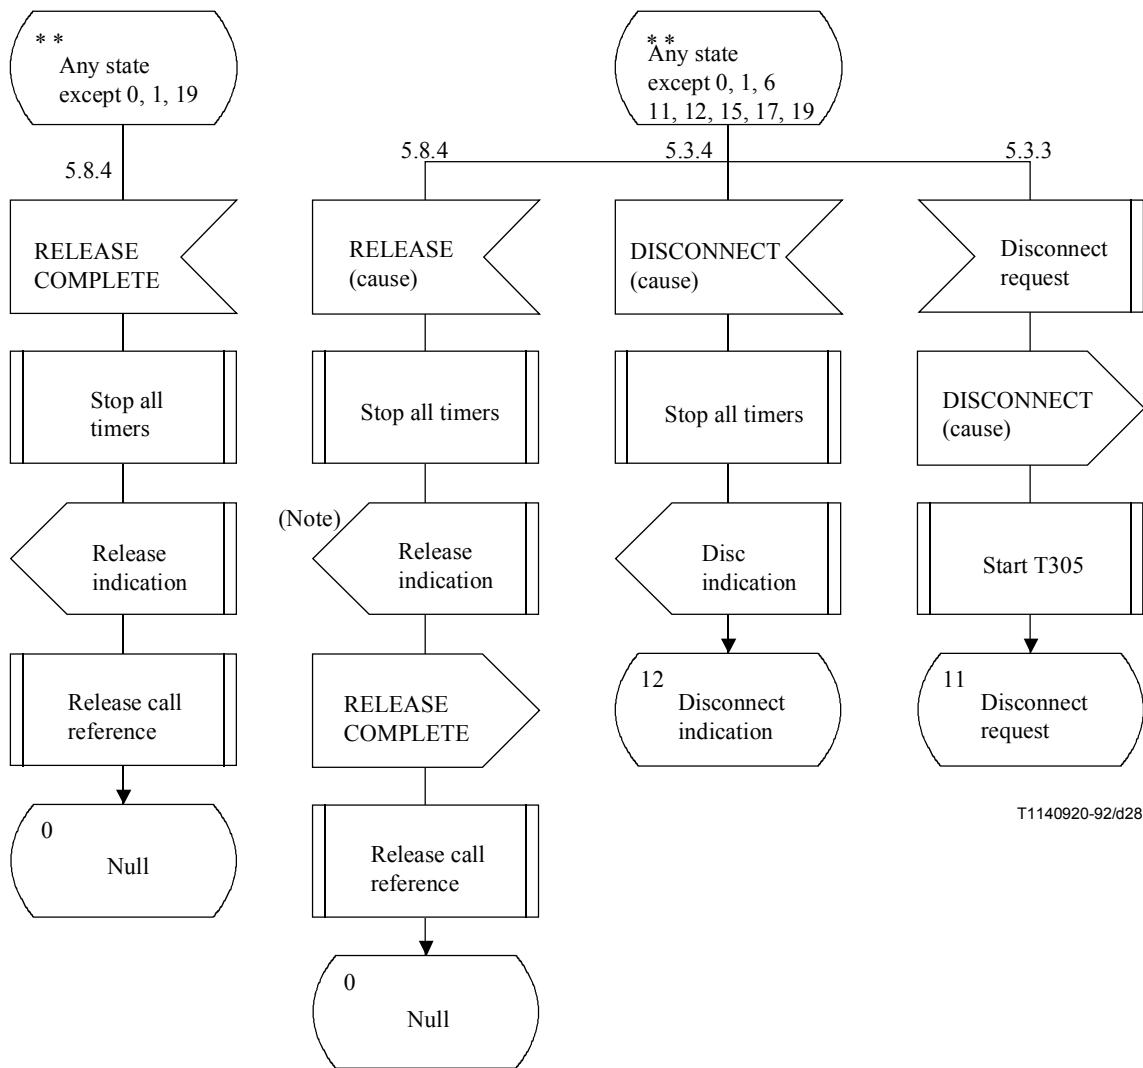 * *
Any state
except 0, 1, 19
5.8.4
RELEASE
COMPLETE
Stop all
timers
Release
indication
Release call
reference
0
Null
* *
Any state
except 0, 1, 6
11, 12, 15, 17, 19
5.8.4
5.3.4
5.3.3
RELEASE
(cause)
Stop all timers
(Note)
Release
indication
RELEASE
COMPLETE
Release call
reference
0
Null
DISCONNECT
(cause)
Stop all timers
Disc
indication
12
Disconnect
indication
Disconnect
request
DISCONNECT
(cause)
Start T305
11
Disconnect
request
T1140920-92/d28